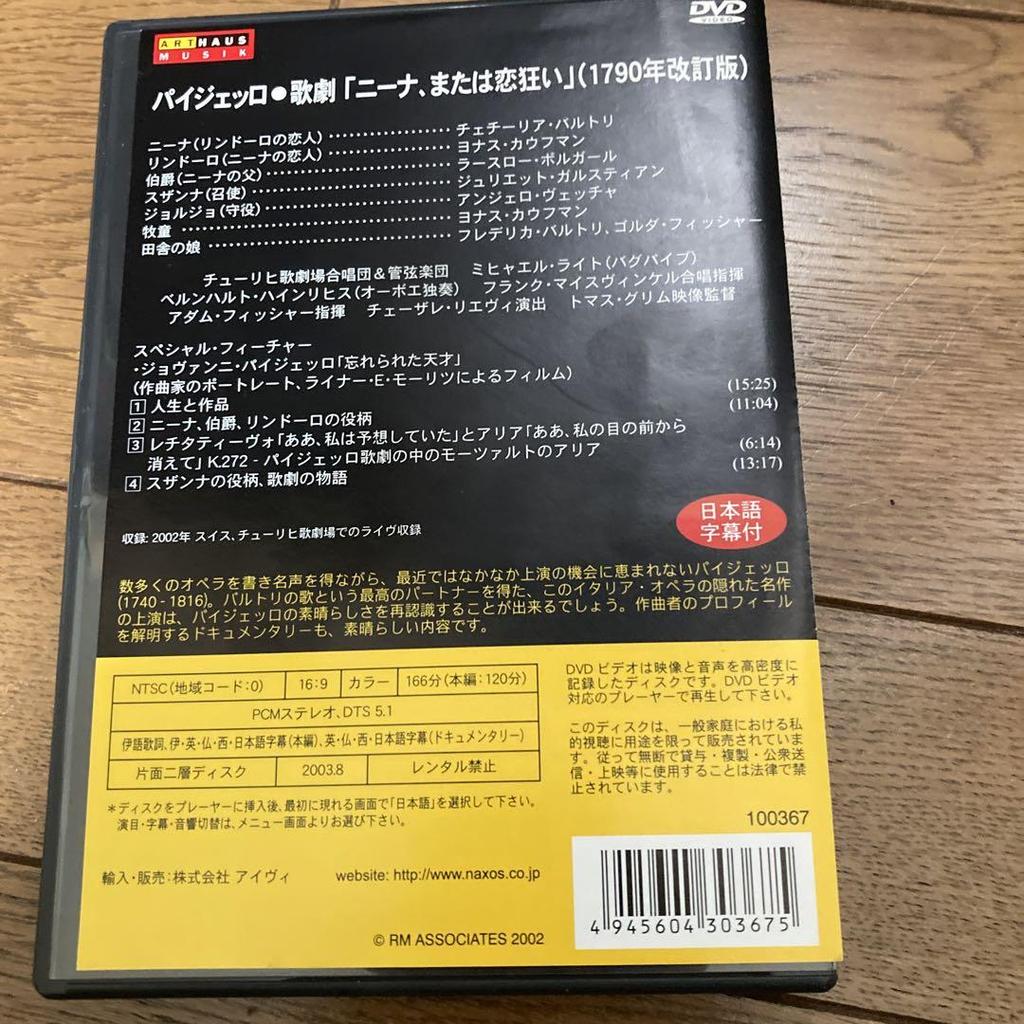 ARTHAUS
MUSIK
DVD
VIDEO
パイジェッロ●歌劇「ニーナ、または恋狂い」(1790年改訂版)
ニーナ(リンドーロの恋人)・・・・・・・・・・・・・・・・・・チェチーリア・バルトリ
リンドーロ(ニーナの恋人)・・・・・・・・・・・・・・・・・・ヨナス・カウフマン
伯爵(ニーナの父)・・・・・・・・・・・・・・・・・・・・・・・・ラースロー・ポルガール
スザンナ(召使)・・・・・・・・・・・・・・・・・・・・・・・・・・ジュリエット・ガルスティアン
ジョルジョ(守役)・・・・・・・・・・・・・・・・・・・・・・・・アンジェロ・ヴェッチャ
牧童・・・・・・・・・・・・・・・・・・・・・・・・・・・・・・・・・・ヨナス・カウフマン
田舎の娘・・・・・・・・・・・・・・・・・・・・・・・・・・・・・・フレデリカ・バルトリ、ゴルダ・フィッシャー
チューリヒ歌劇場合唱団&管弦楽団 ミヒャエル・ライト(バグパイプ)
ベルンハルト・ハインリヒス(オーボエ独奏) フランク・マイスヴィンケル合唱指揮
アダム・フィッシャー指揮 チェーザレ・リエヴィ演出 トマス・グリム映像監督
スペシャル・フィーチャー
・ジョヴァンニ・パイジェッロ「忘れられた天才」
(作曲家のポートレート、ライナー・E・モーリツによるフィルム)
1 人生と作品 (15:25)
2 ニーナ、伯爵、リンドーロの役柄 (11:04)
3 レチタティーヴォ「ああ、私は予想していた」とアリア「ああ、私の目の前から
消えて」K.272 - パイジェッロ歌劇の中のモーツァルトのアリア (6:14)
4 スザンナの役柄、歌劇の物語 (13:17)
日本語
字幕付
収録: 2002年 スイス、チューリヒ歌劇場でのライヴ収録
数多くのオペラを書き名声を得ながら、最近ではなかなか上演の機会に恵まれないパイジェッロ
(1740-1816)。バルトリの歌という最高のパートナーを得た、このイタリア・オペラの隠れた名作
の上演は、パイジェッロの素晴らしさを再認識することが出来るでしょう。作曲者のプロフィール
を解明するドキュメンタリーも、素晴らしい内容です。
NTSC(地域コード:0) 16:9 カラー 166分(本編:120分)
PCMステレオ、DTS 5.1
伊語歌詞、伊・英・仏・西・日本語字幕(本編)、英・仏・西・日本語字幕(ドキュメンタリー)
片面二層ディスク 2003.8 レンタル禁止
*ディスクをプレーヤーに挿入後、最初に現れる画面で「日本語」を選択して下さい。
演目・字幕・音響切替は、メニュー画面よりお選び下さい。
DVD ビデオは映像と音声を高密度に
記録したディスクです。DVD ビデオ
対応のプレーヤーで再生して下さい。
このディスクは、一般家庭における私
的視聴に用途を限って販売されていま
す。従って無断で貸与・複製・公衆送
信・上映等に使用することは法律で禁
止されています。
100367
輸入・販売:株式会社 アイヴィ website: http://www.naxos.co.jp
© RM ASSOCIATES 2002
4 945604 303675